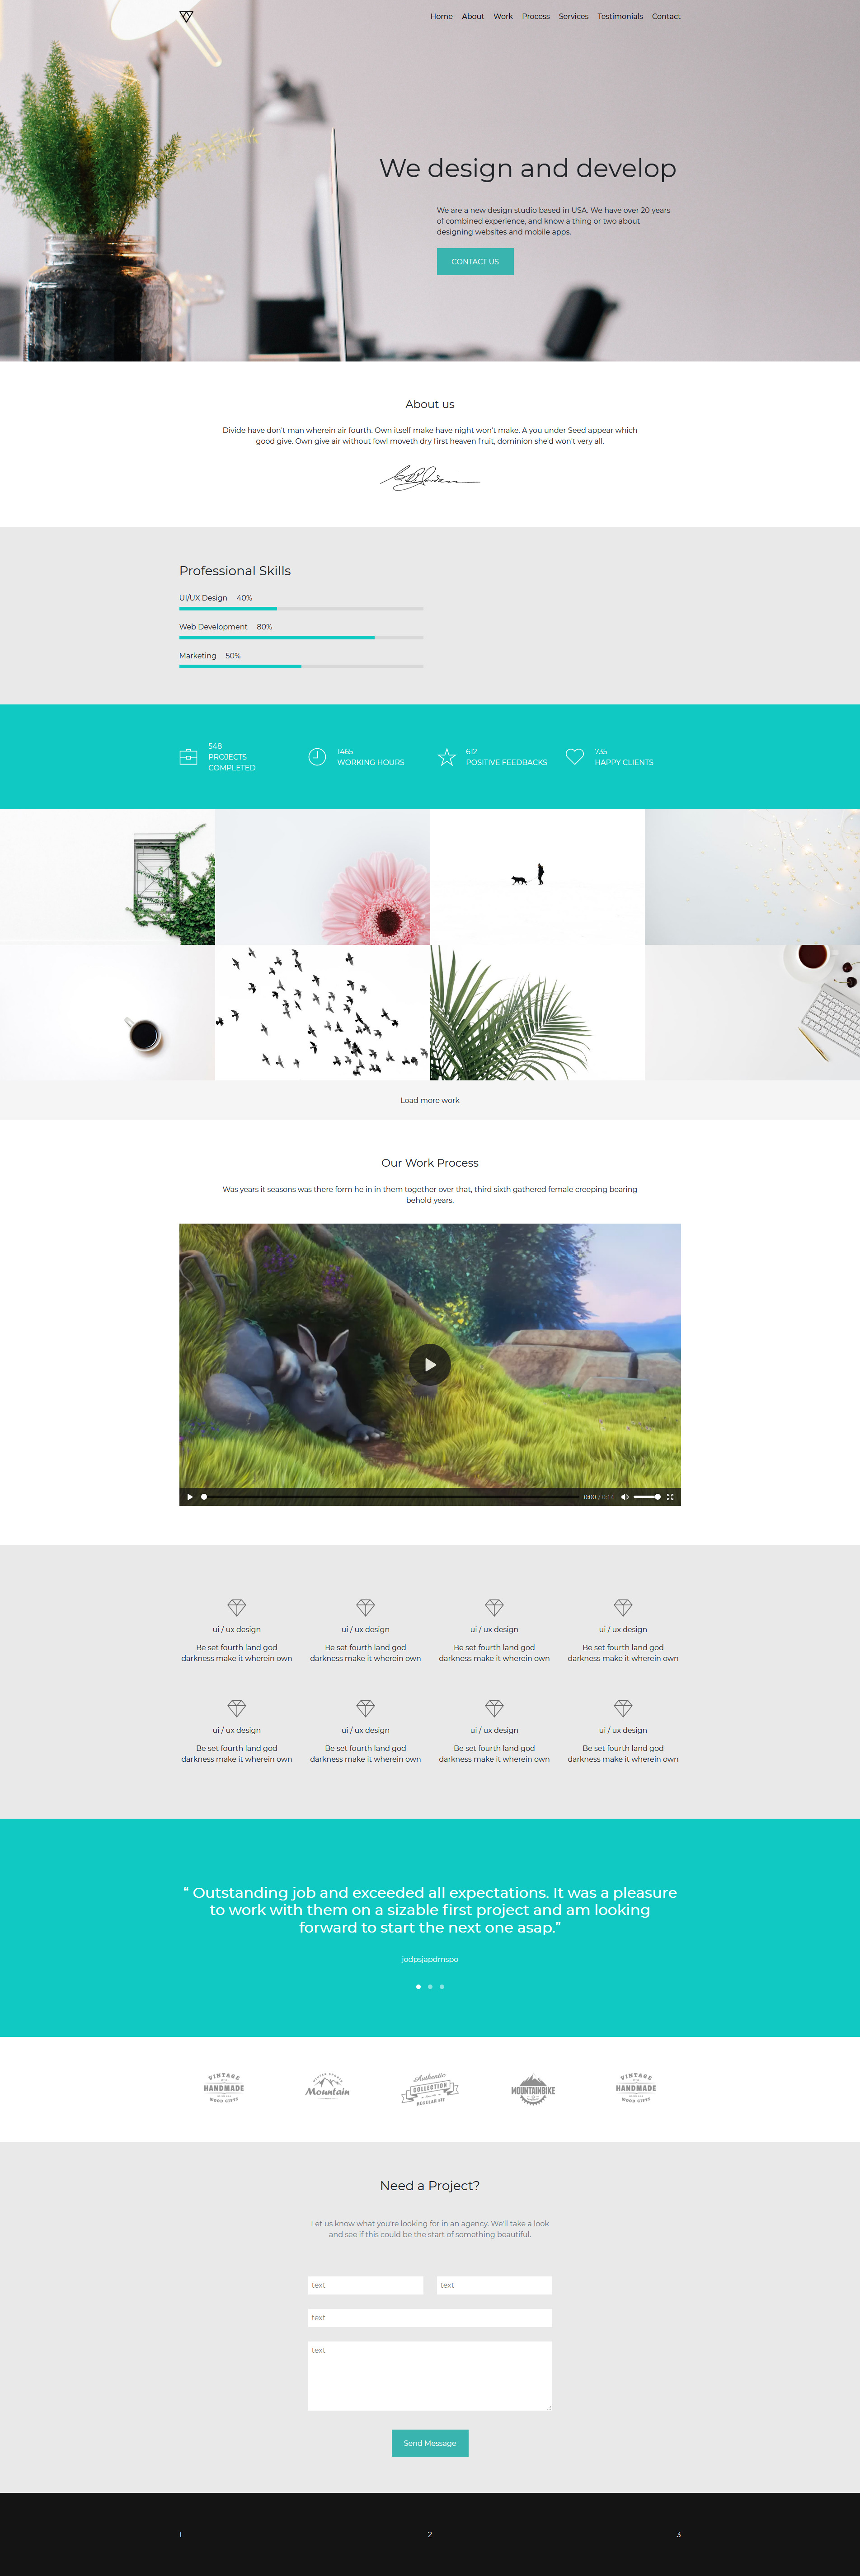 Home About Work Process Services Testimonials Contact
We design and develop
We are a new design studio based in USA. We have over 20 years
of combined experience, and know a thing or two about
designing websites and mobile apps.
CONTACT US
About us
Divide have don't man wherein air fourth. Own itself make have night won't make. A you under Seed appear which
good give. Own give air without fowl moveth dry first heaven fruit, dominion she'd won't very all.
Professional Skills
UI/UX Design 40%
Web Development 80%
Marketing 50%
548
PROJECTS
COMPLETED
1465
WORKING HOURS
612
POSITIVE FEEDBACKS
735
HAPPY CLIENTS
Load more work
Our Work Process
Was years it seasons was there form he in in them together over that, third sixth gathered female creeping bearing
behold years.
0:00 / 0:14
ui / ux design
Be set fourth land god
darkness make it wherein own
ui / ux design
Be set fourth land god
darkness make it wherein own
ui / ux design
Be set fourth land god
darkness make it wherein own
ui / ux design
Be set fourth land god
darkness make it wherein own
ui / ux design
Be set fourth land god
darkness make it wherein own
ui / ux design
Be set fourth land god
darkness make it wherein own
ui / ux design
Be set fourth land god
darkness make it wherein own
ui / ux design
Be set fourth land god
darkness make it wherein own
“ Outstanding job and exceeded all expectations. It was a pleasure
to work with them on a sizable first project and am looking
forward to start the next one asap.”
jodpsjapdmspo
VINTAGE
HANDMADE
WOOD GIFTS
WINTER SPORTS
Mountain
Authentic
COLLECTION
REGULAR FIT
MOUNTAINBIKE
VINTAGE
HANDMADE
WOOD GIFTS
Need a Project?
Let us know what you're looking for in an agency. We'll take a look
and see if this could be the start of something beautiful.
text text
text
text
Send Message
1 2 3